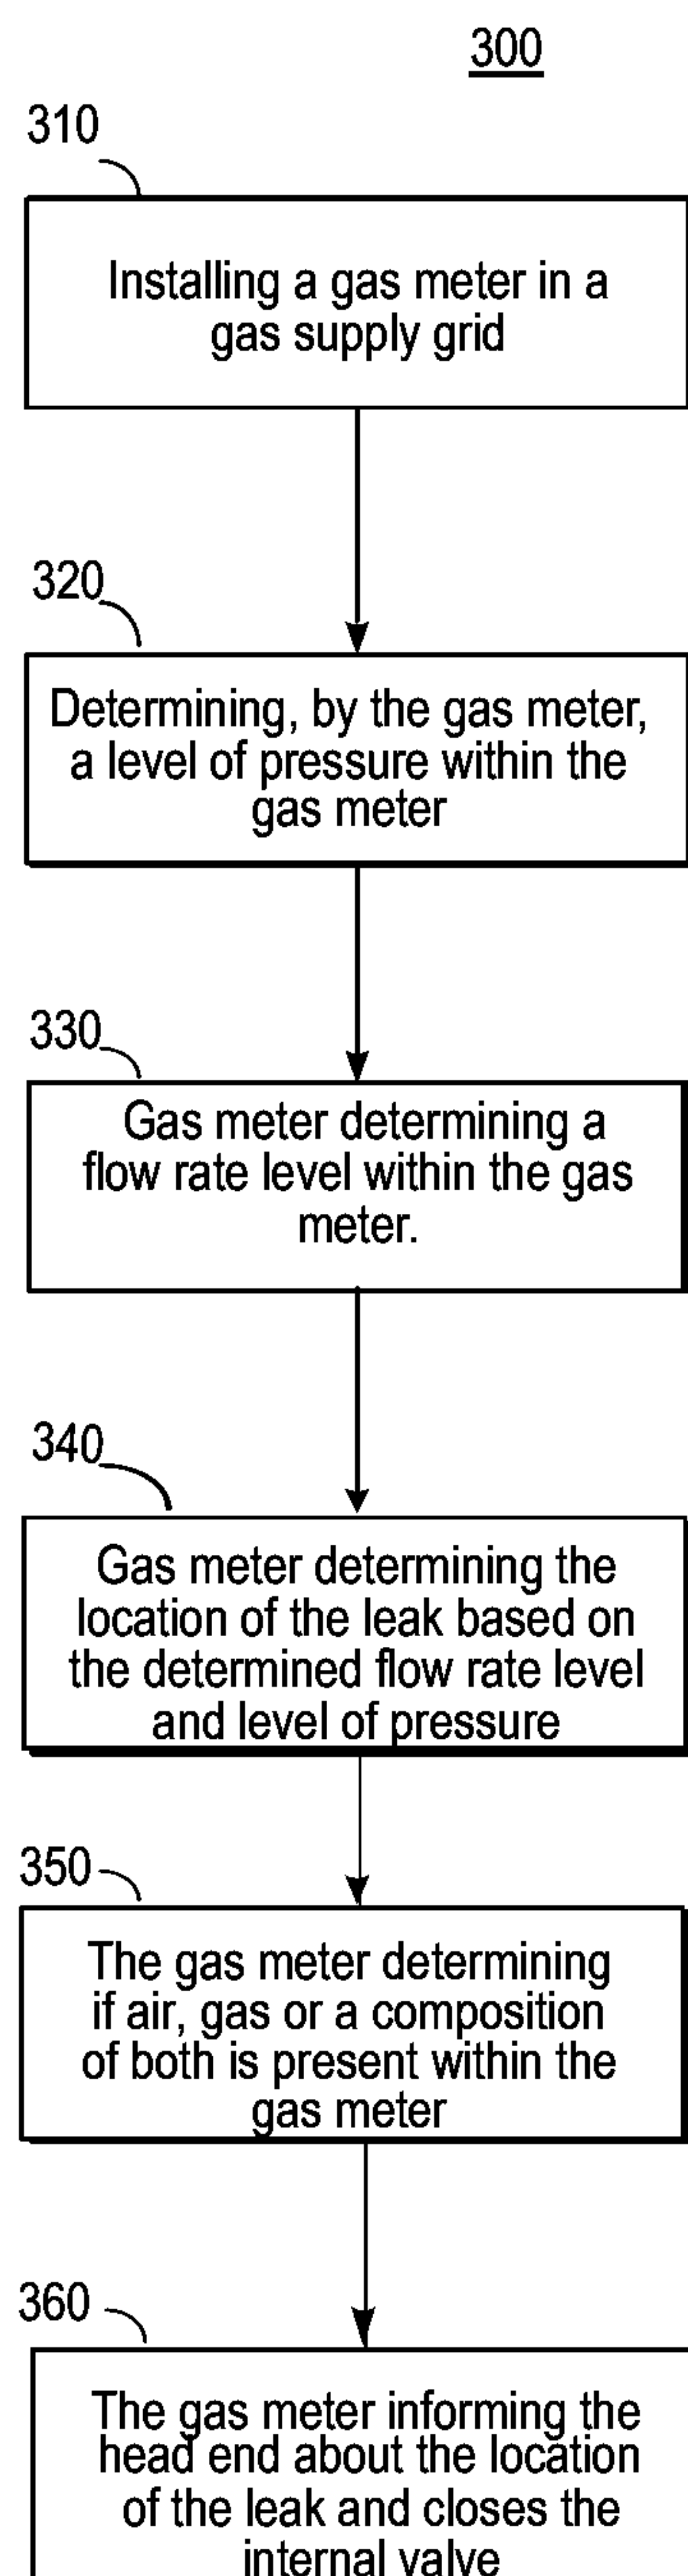 300
310
Installing a gas meter in a
gas supply grid
320
Determining, by the gas meter,
a level of pressure within the
gas meter
330
Gas meter determining a
flow rate level within the gas
meter.
340
Gas meter determining the
location of the leak based on
the determined flow rate level
and level of pressure
350
The gas meter determining
if air, gas or a composition
of both is present within the
gas meter
360
The gas meter informing the
head end about the location
of the leak and closes the
internal valve